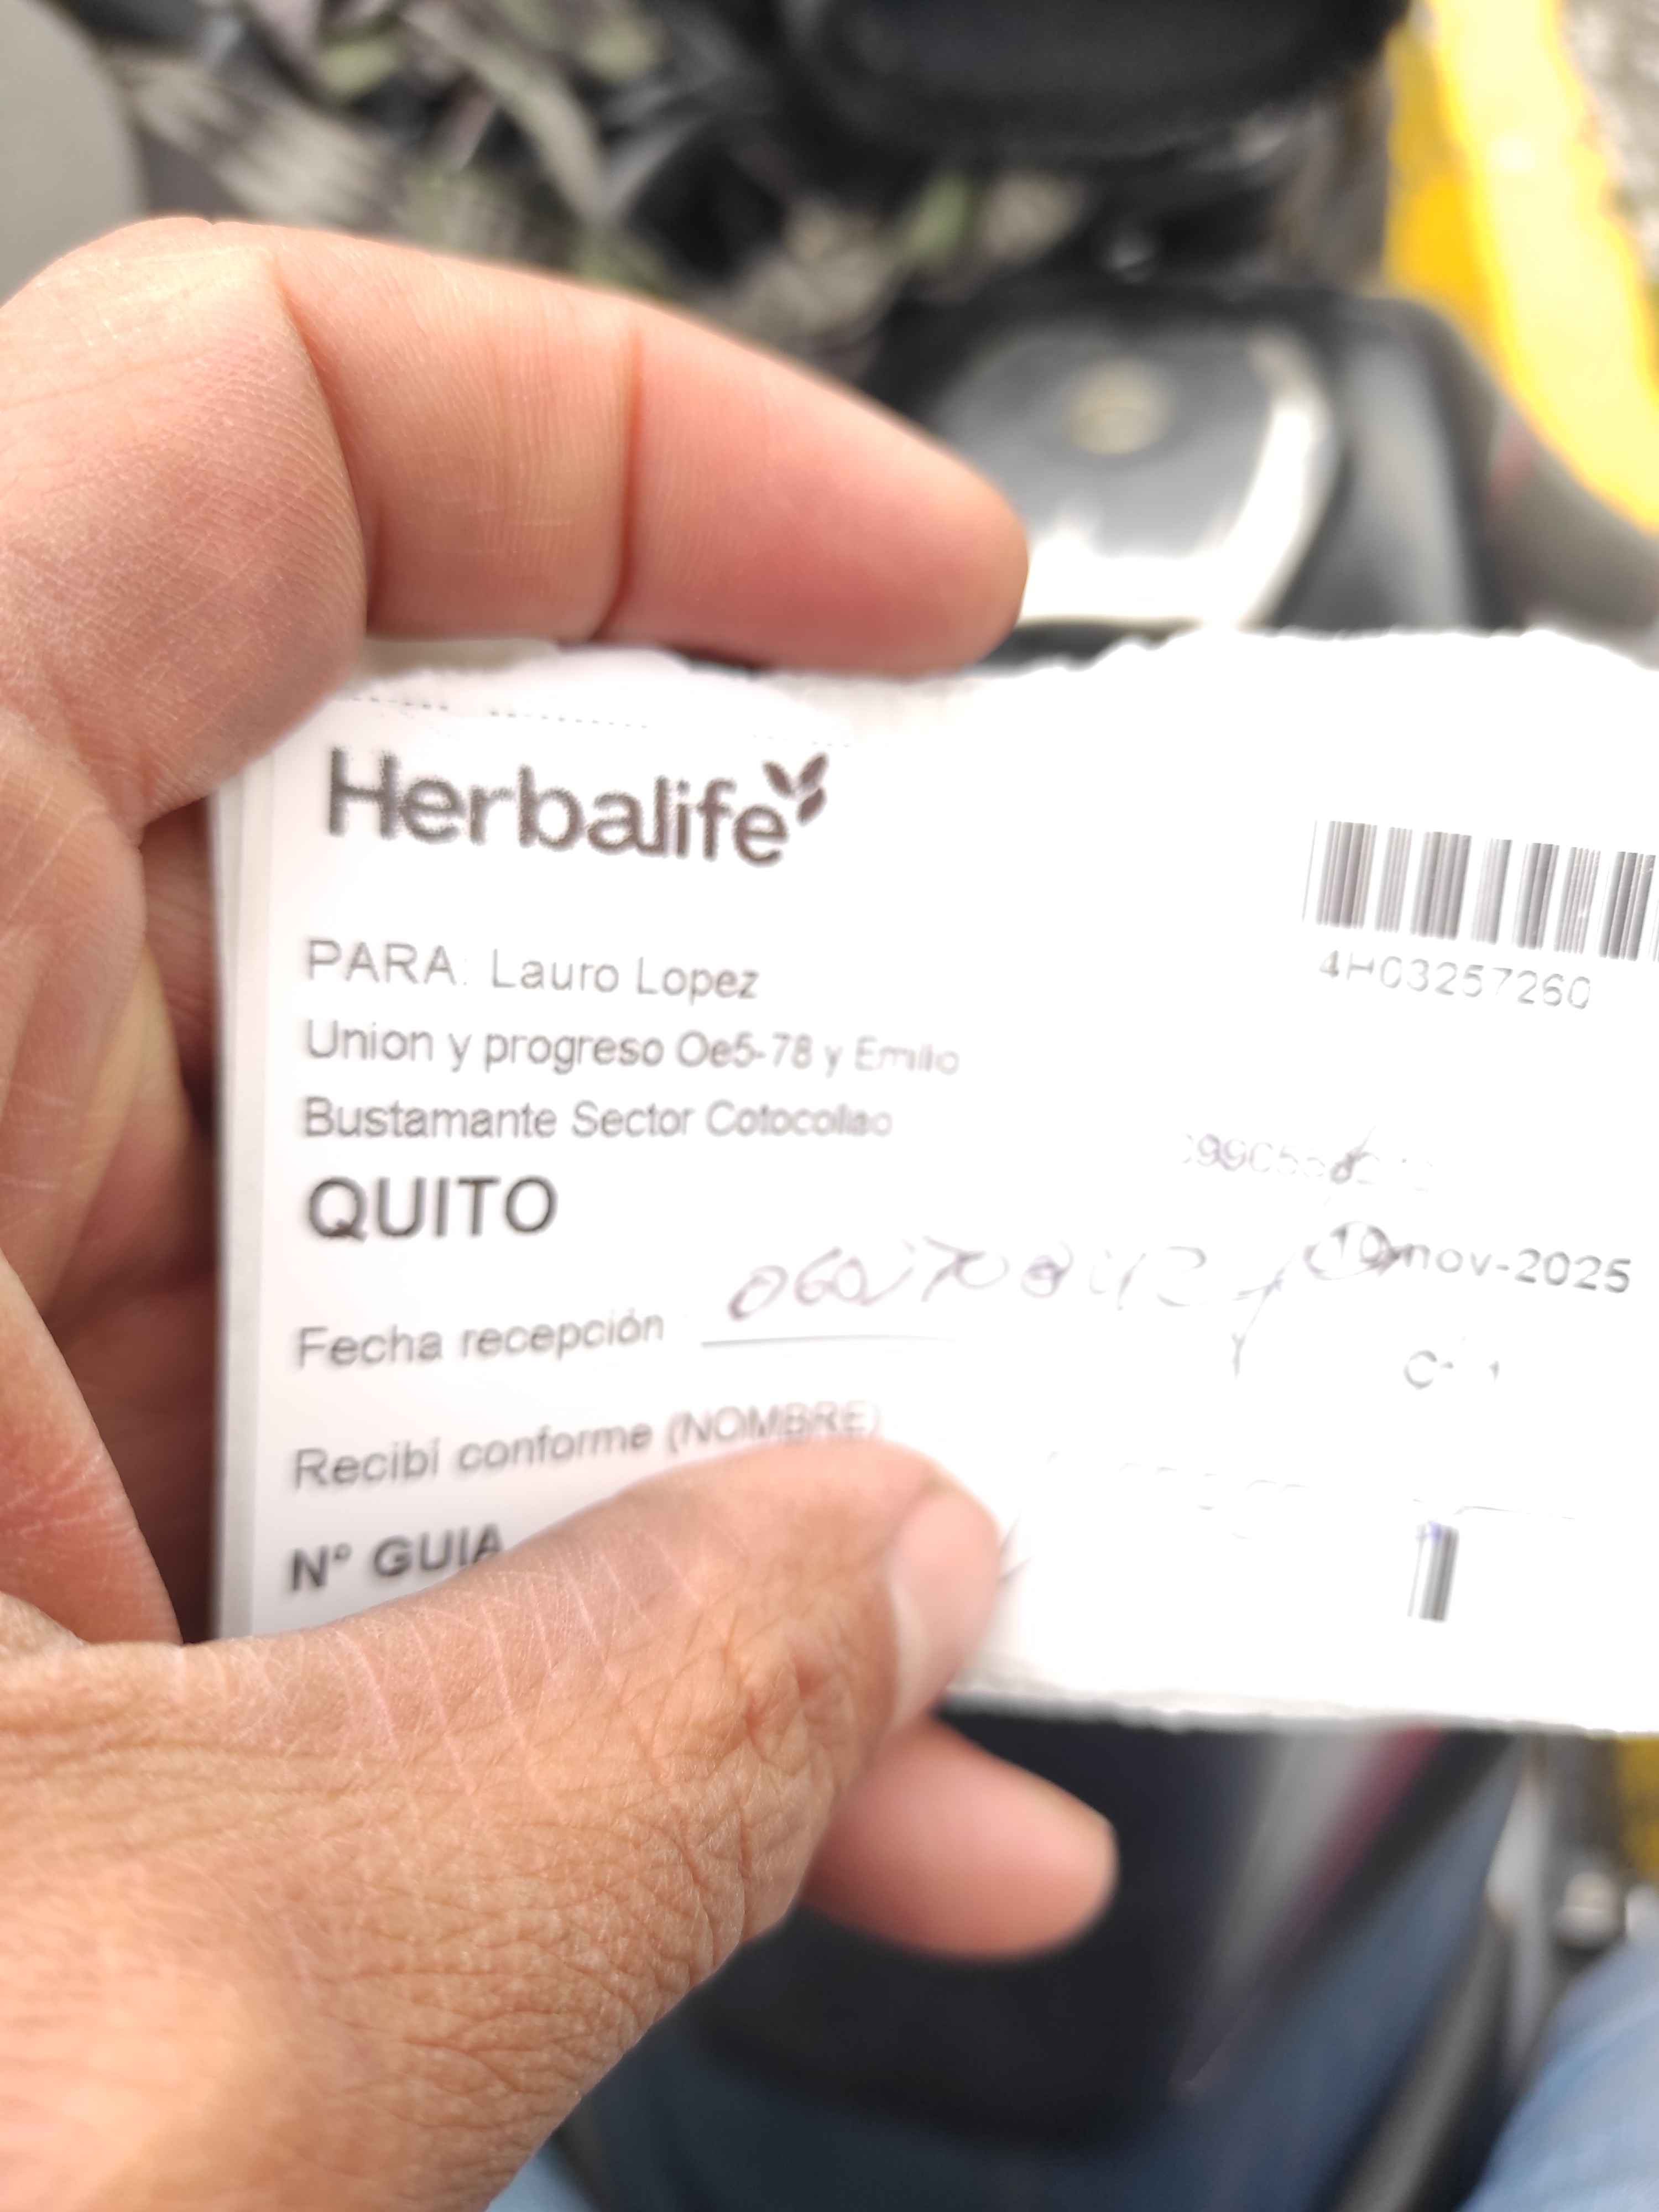 Herbalife
4H03257260
PARA: Lauro Lopez
Union y progreso Oe5-78 y Emilio
Bustamante Sector Cotocollao
QUITO
10-nov-2025
Fecha recepción
Recibí conforme (NOMBRE)
N° GUIA